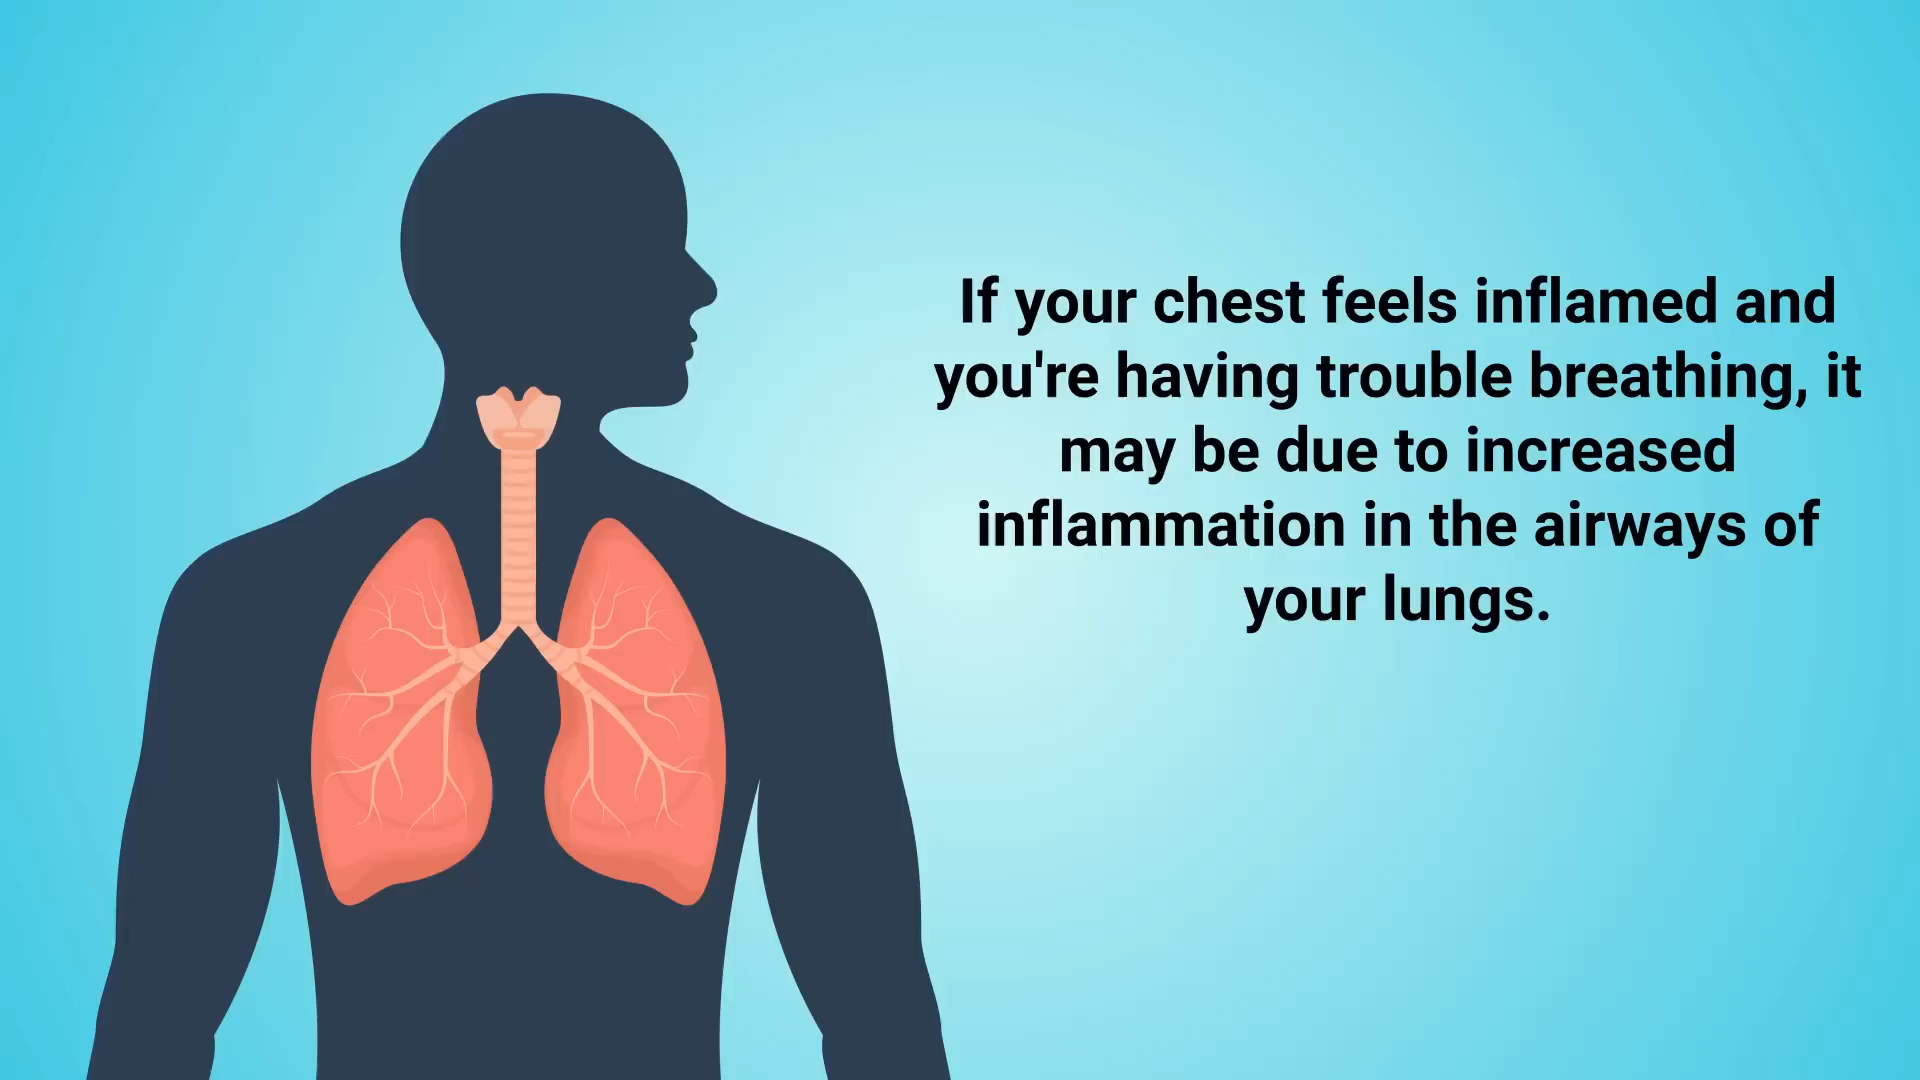 If your chest feels inflamed and
you're having trouble breathing, it
may be due to increased
inflammation in the airways of
your lungs.